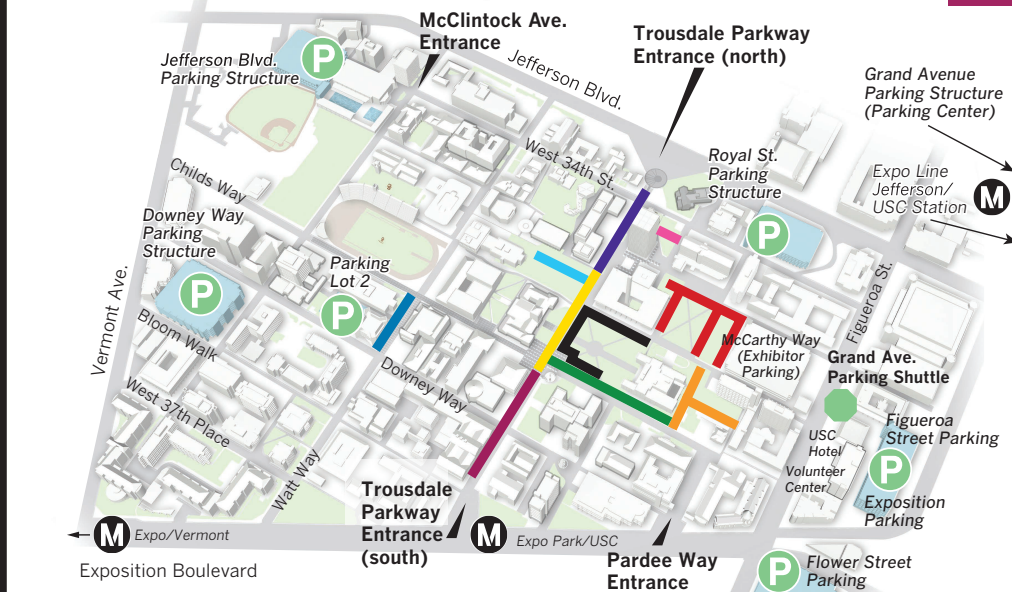 McClintock Ave.
Entrance
Trousdale Parkway
Entrance (north)
Jefferson Blvd.
Parking Structure
P
Jefferson Blvd.
Grand Avenue
Parking Structure
(Parking Center)
West 34th St.
Royal St.
Parking
Structure
P
Expo Line
Jefferson/
USC Station
M
Childs Way
Downey Way
Parking
Structure
P
Parking
Lot 2
P
Vermont Ave.
Figueroa St.
Bloom Walk
McCarthy Way
(Exhibitor
Parking)
Grand Ave.
Parking Shuttle
Downey Way
West 37th Place
Figueroa
Street Parking
USC
Hotel
Volunteer
Center
P
Exposition
Parking
Watt Way
Trousdale
Parkway
Entrance
(south)
M
Expo/Vermont
M
Expo Park/USC
Pardee Way
Entrance
Exposition Boulevard
P
Flower Street
Parking